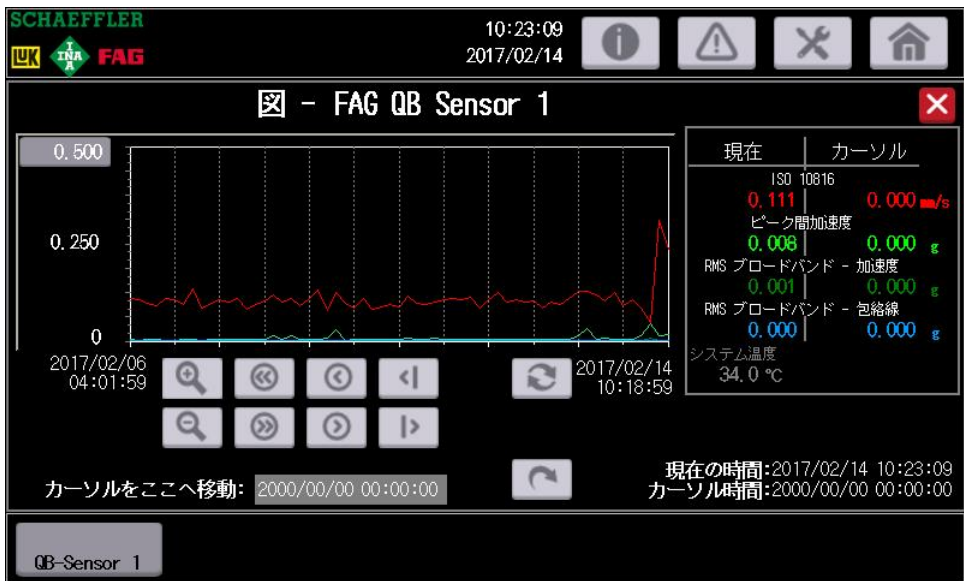 SCHAEFFLER
LUK INA FAG
10:23:09
2017/02/14
図 - FAG QB Sensor 1
0.500
0.250
0
2017/02/06
04:01:59
2017/02/14
10:18:59
現在 カーソル
ISO 10816
0.111 0.000 mm/s
ピーク間加速度
0.008 0.000 g
RMS ブロードバンド - 加速度
0.001 0.000 g
RMS ブロードバンド - 包絡線
0.000 0.000 g
システム温度
34.0 ℃
カーソルをここへ移動: 2000/00/00 00:00:00
現在の時間:2017/02/14 10:23:09
カーソル時間:2000/00/00 00:00:00
QB-Sensor 1